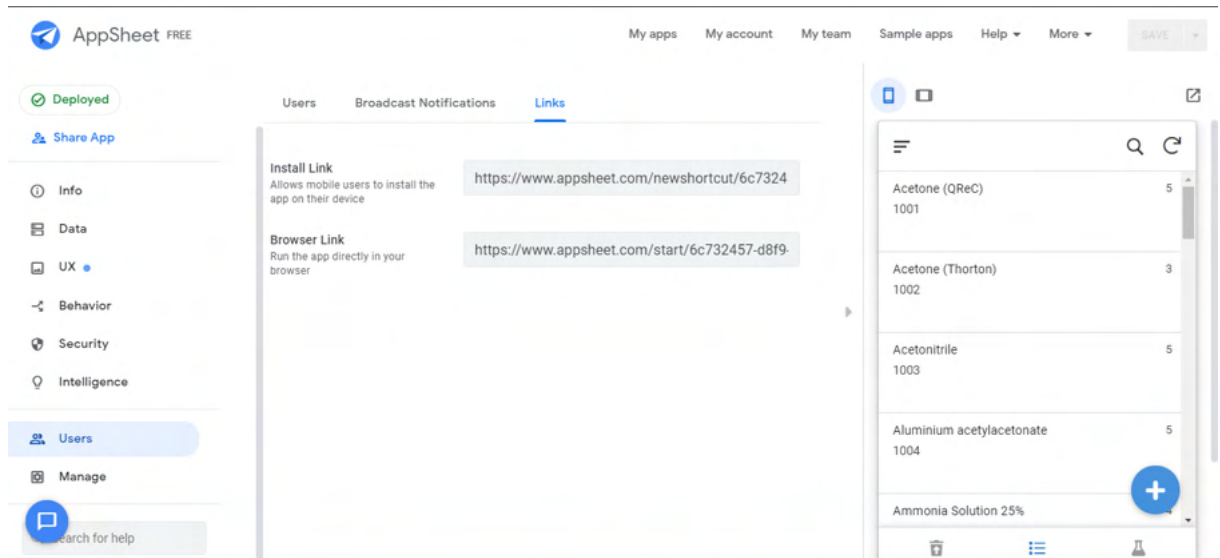 AppSheet FREE
My apps My account My team Sample apps Help More SAVE
Deployed
Share App
Info
Data
UX
Behavior
Security
Intelligence
Users
Manage
earch for help
Users Broadcast Notifications Links
Install Link
Allows mobile users to install the
app on their device
https://www.appsheet.com/newshortcut/6c7324
Browser Link
Run the app directly in your
browser
https://www.appsheet.com/start/6c732457-d8f9-
Acetone (QReC) 5
1001
Acetone (Thorton) 3
1002
Acetonitrile 5
1003
Aluminium acetylacetonate 5
1004
Ammonia Solution 25%